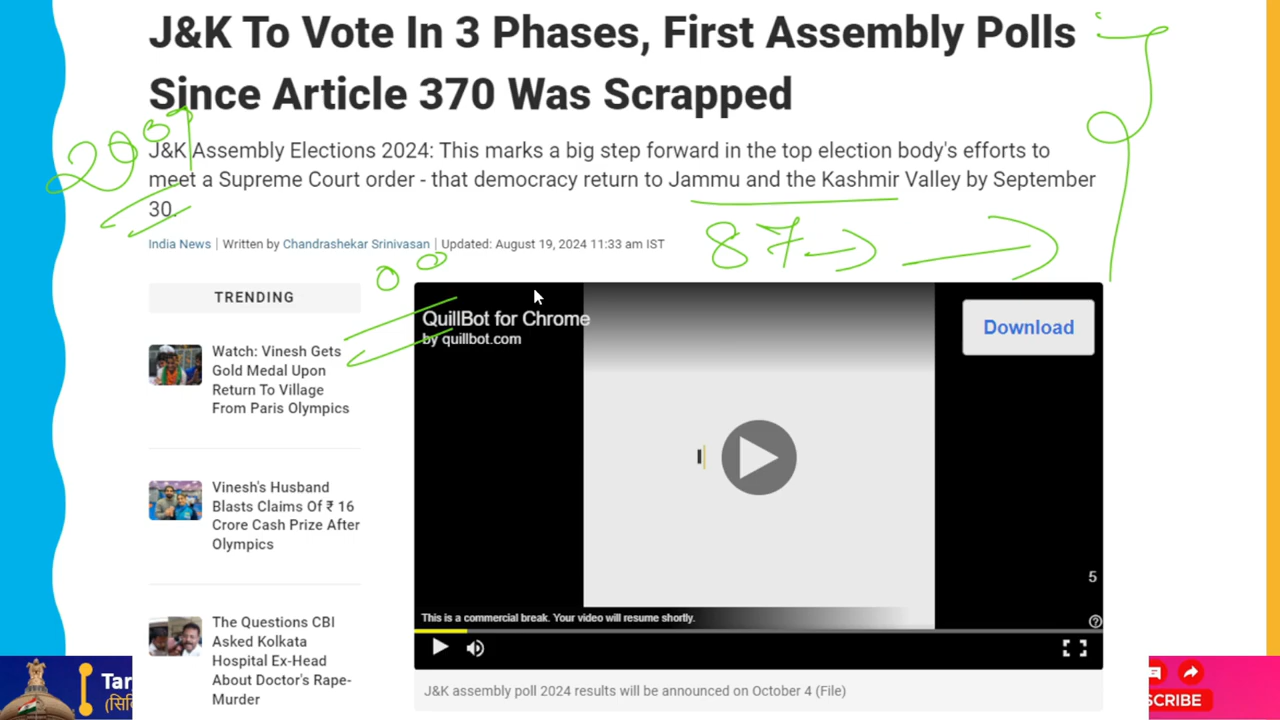 J&K To Vote In 3 Phases, First Assembly Polls
Since Article 370 Was Scrapped
J&K Assembly Elections 2024: This marks a big step forward in the top election body's efforts to
meet a Supreme Court order - that democracy return to Jammu and the Kashmir Valley by September
30.
87
India News | Written by Chandrashekar Srinivasan | Updated: August 19, 2024 11:33 am IST
TRENDING
Watch: Vinesh Gets
Gold Medal Upon
Return To Village
From Paris Olympics
Vinesh's Husband
Blasts Claims Of ₹ 16
Crore Cash Prize After
Olympics
The Questions CBI
Asked Kolkata
Hospital Ex-Head
About Doctor's Rape-
Murder
QuillBot for Chrome
by quillbot.com
Download
5
This is a commercial break. Your video will resume shortly.
J&K assembly poll 2024 results will be announced on October 4 (File)
Tar
SCRIBE